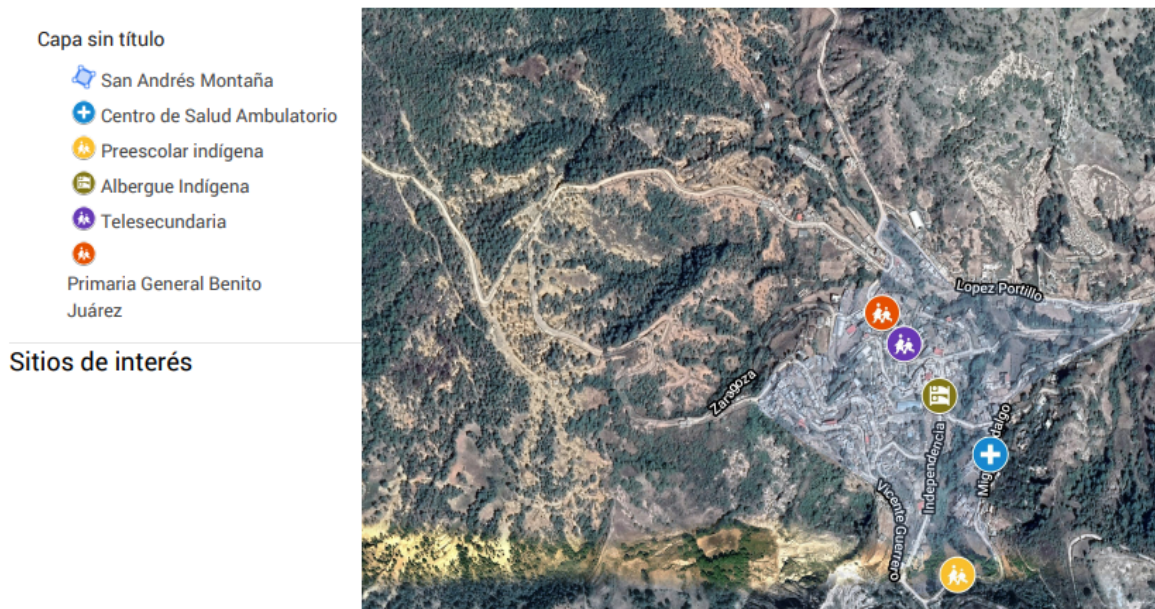 Capa sin título
San Andrés Montaña
Centro de Salud Ambulatorio
Preescolar indígena
Albergue Indígena
Telesecundaria
Primaria General Benito
Juárez
Sitios de interés
Lopez Portillo
Zaragoza
Independencia
Vicente Guerrero